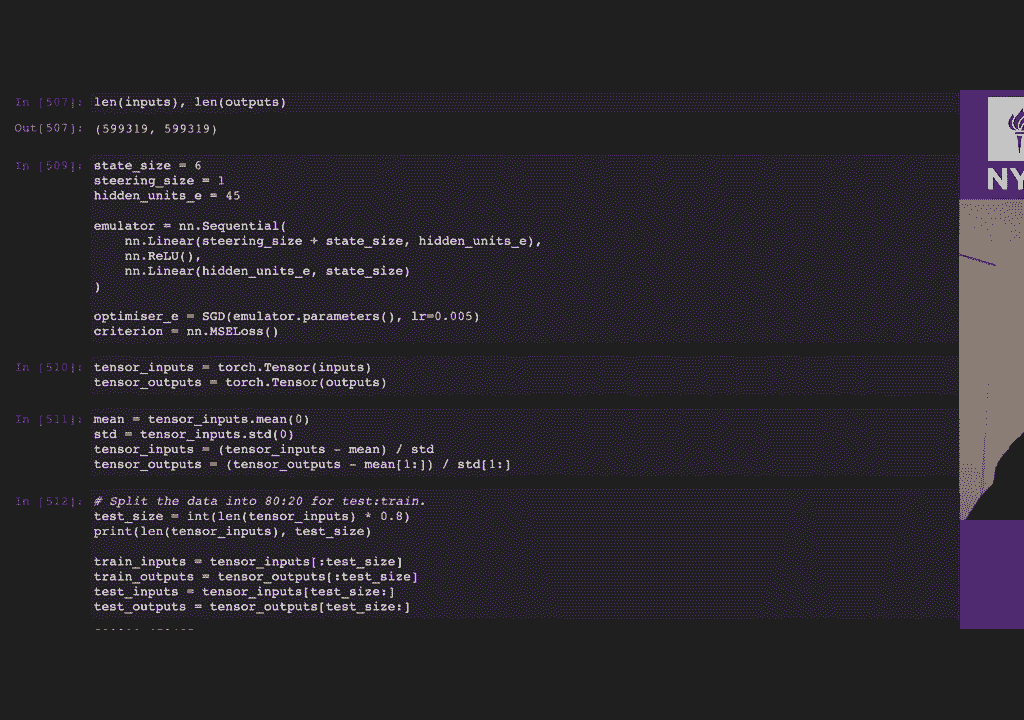 In [507]: len(inputs), len(outputs)
Out[507]: (599319, 599319)
In [509]: state_size = 6
steering_size = 1
hidden_units_e = 45
emulator = nn.Sequential(
nn.Linear(steering_size + state_size, hidden_units_e),
nn.ReLU(),
nn.Linear(hidden_units_e, state_size)
)
optimiser_e = SGD(emulator.parameters(), lr=0.005)
criterion = nn.MSELoss()
In [510]: tensor_inputs = torch.Tensor(inputs)
tensor_outputs = torch.Tensor(outputs)
In [511]: mean = tensor_inputs.mean(0)
std = tensor_inputs.std(0)
tensor_inputs = (tensor_inputs - mean) / std
tensor_outputs = (tensor_outputs - mean[1:]) / std[1:]
In [512]: # Split the data into 80:20 for test:train.
test_size = int(len(tensor_inputs) * 0.8)
print(len(tensor_inputs), test_size)
train_inputs = tensor_inputs[:test_size]
train_outputs = tensor_outputs[:test_size]
test_inputs = tensor_inputs[test_size:]
test_outputs = tensor_outputs[test_size:]
NY